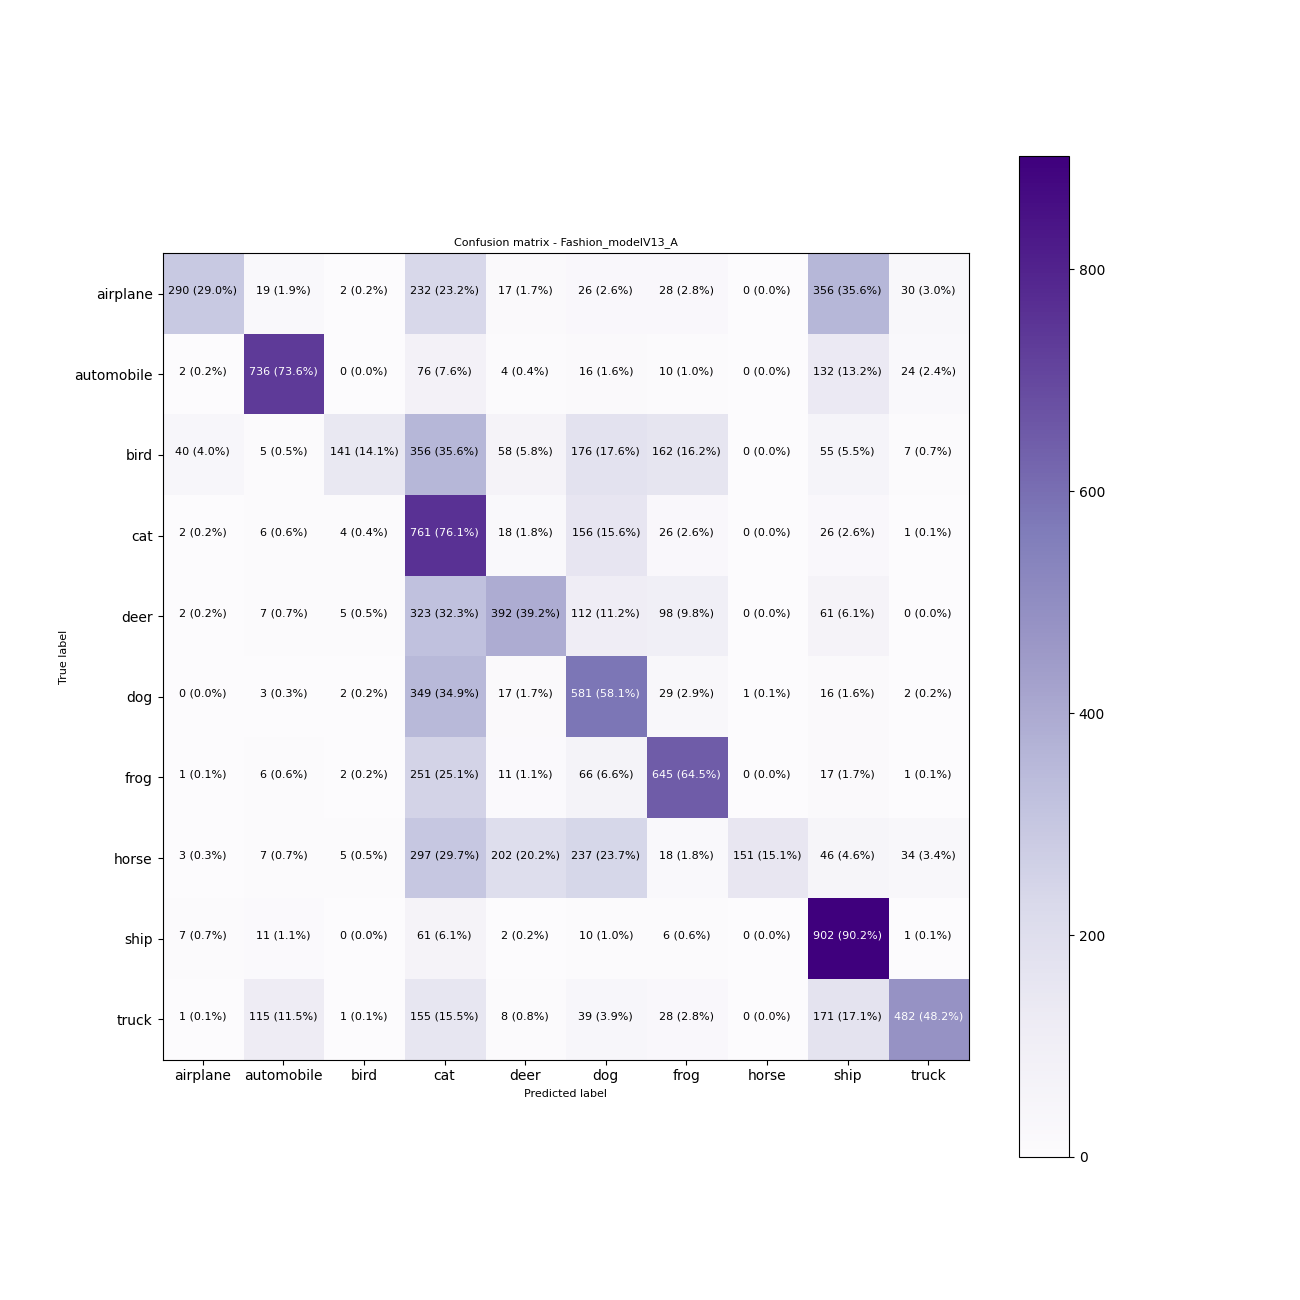 Confusion matrix - Fashion_modelV13_A
airplane 290 (29.0%) 19 (1.9%) 2 (0.2%) 232 (23.2%) 17 (1.7%) 26 (2.6%) 28 (2.8%) 0 (0.0%) 356 (35.6%) 30 (3.0%)
automobile 2 (0.2%) 736 (73.6%) 0 (0.0%) 76 (7.6%) 4 (0.4%) 16 (1.6%) 10 (1.0%) 0 (0.0%) 132 (13.2%) 24 (2.4%)
bird 40 (4.0%) 5 (0.5%) 141 (14.1%) 356 (35.6%) 58 (5.8%) 176 (17.6%) 162 (16.2%) 0 (0.0%) 55 (5.5%) 7 (0.7%)
cat 2 (0.2%) 6 (0.6%) 4 (0.4%) 761 (76.1%) 18 (1.8%) 156 (15.6%) 26 (2.6%) 0 (0.0%) 26 (2.6%) 1 (0.1%)
deer 2 (0.2%) 7 (0.7%) 5 (0.5%) 323 (32.3%) 392 (39.2%) 112 (11.2%) 98 (9.8%) 0 (0.0%) 61 (6.1%) 0 (0.0%)
dog 0 (0.0%) 3 (0.3%) 2 (0.2%) 349 (34.9%) 17 (1.7%) 581 (58.1%) 29 (2.9%) 1 (0.1%) 16 (1.6%) 2 (0.2%)
frog 1 (0.1%) 6 (0.6%) 2 (0.2%) 251 (25.1%) 11 (1.1%) 66 (6.6%) 645 (64.5%) 0 (0.0%) 17 (1.7%) 1 (0.1%)
horse 3 (0.3%) 7 (0.7%) 5 (0.5%) 297 (29.7%) 202 (20.2%) 237 (23.7%) 18 (1.8%) 151 (15.1%) 46 (4.6%) 34 (3.4%)
ship 7 (0.7%) 11 (1.1%) 0 (0.0%) 61 (6.1%) 2 (0.2%) 10 (1.0%) 6 (0.6%) 0 (0.0%) 902 (90.2%) 1 (0.1%)
truck 1 (0.1%) 115 (11.5%) 1 (0.1%) 155 (15.5%) 8 (0.8%) 39 (3.9%) 28 (2.8%) 0 (0.0%) 171 (17.1%) 482 (48.2%)
airplane automobile bird cat deer dog frog horse ship truck
Predicted label
True label
800
600
400
200
0